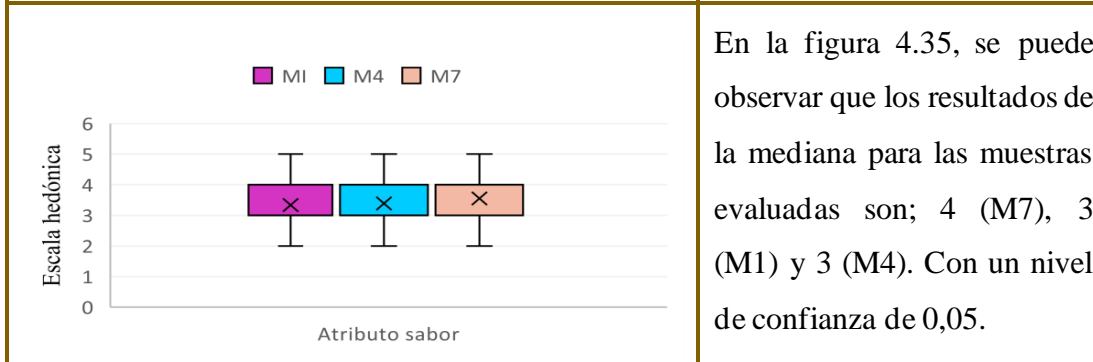 MI M4 M7
6
5
4
3
2
1
0
Escala hedónica
Atributo sabor
En la figura 4.35, se puede
observar que los resultados de
la mediana para las muestras
evaluadas son; 4 (M7), 3
(M1) y 3 (M4). Con un nivel
de confianza de 0,05.